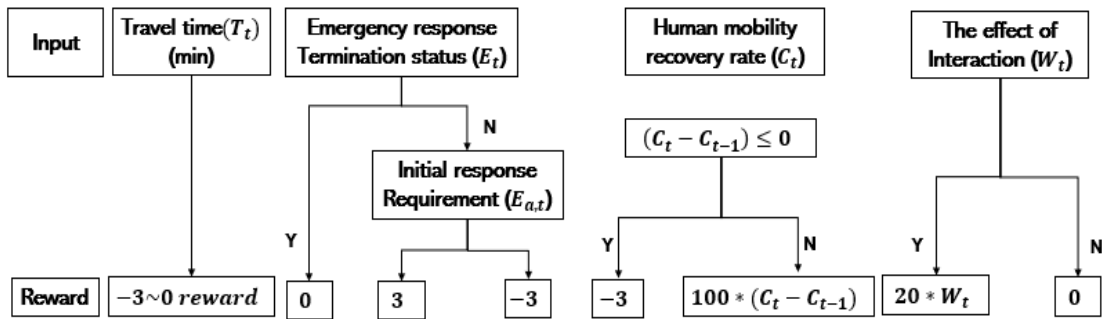 Input
Travel time(T_t)
(min)
Emergency response
Termination status (E_t)
Human mobility
recovery rate (C_t)
The effect of
Interaction (W_t)
N
(C_t − C_{t−1}) ≤ 0
Initial response
Requirement (E_{a,t})
Y
Y
N
Y
N
Reward
−3~0 reward
0
3
−3
−3
100 * (C_t − C_{t−1})
20 * W_t
0